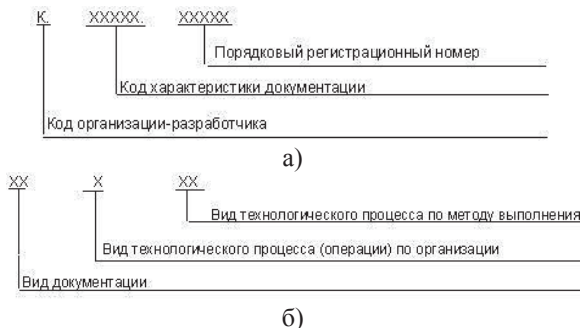 К. XXXXX. XXXXX
Порядковый регистрационный номер
Код характеристики документации
Код организации-разработчика
а)
XX X XX
Вид технологического процесса по методу выполнения
Вид технологического процесса (операции) по организации
Вид документации
б)